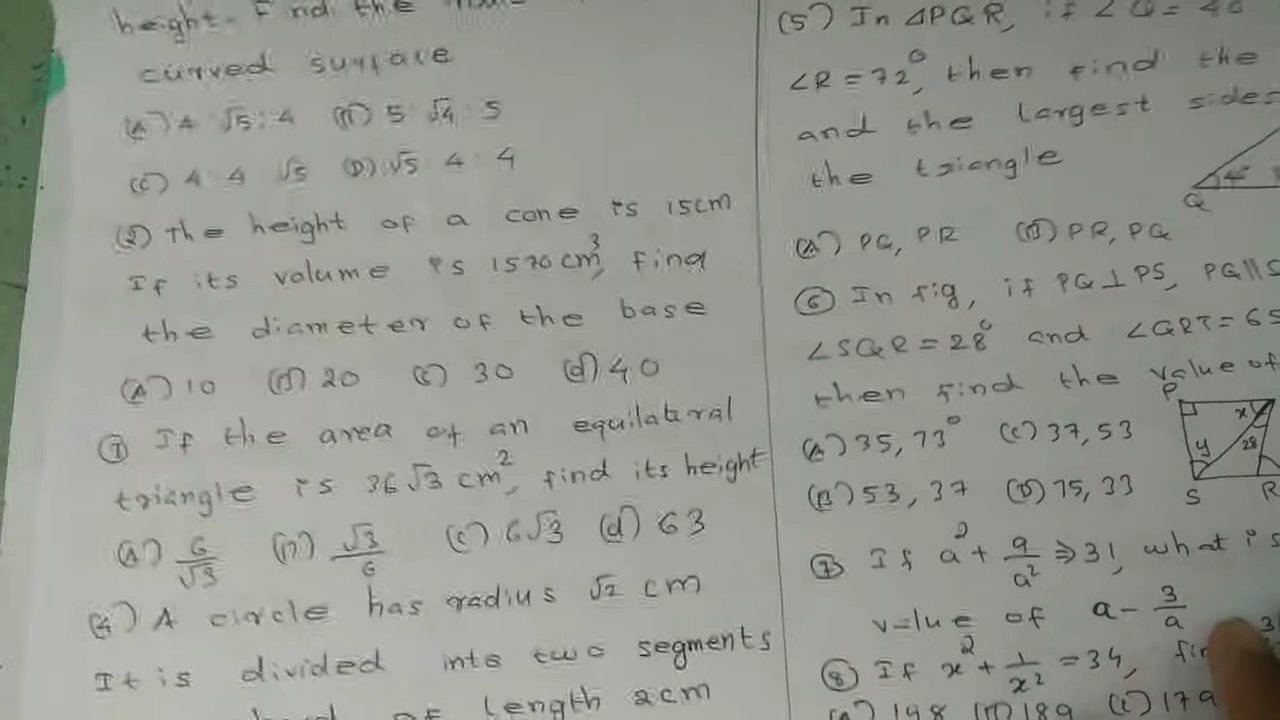 height. Find the
curved surface
(A) 4 √5 : 4 (B) 5 √4 : 5
(C) 4 4 √5 (D) √5 4 : 4
(2) The height of a cone is 15cm
If its volume is 1570 cm³, find
the diameter of the base
(A) 10 (B) 20 (C) 30 (d) 40
If the area of an equilateral
triangle is 36√3 cm², find its height
(A) 6/√3 (B) √3/6 (C) 6√3 (d) 63
(4) A circle has radius √2 cm
It is divided into two segments
of length 2cm
(5) In ΔPQR, if ∠Q = 40
∠R = 72°, then find the
and the largest sides
the triangle
Q
(A) PQ, PR (B) PR, PQ
(6) In fig, if PQ⊥PS, PQ∥S
∠SQR = 28° and ∠QRT = 65
then find the value of
P
(A) 35, 73° (C) 37, 53
x
y 28
(B) 53, 37 (D) 75, 33
S R
(7) If a² + 9/a² = 31, what is
value of a - 3/a
(8) If x² + 1/x² = 34,
(A) 198 (B) 189 (C) 179